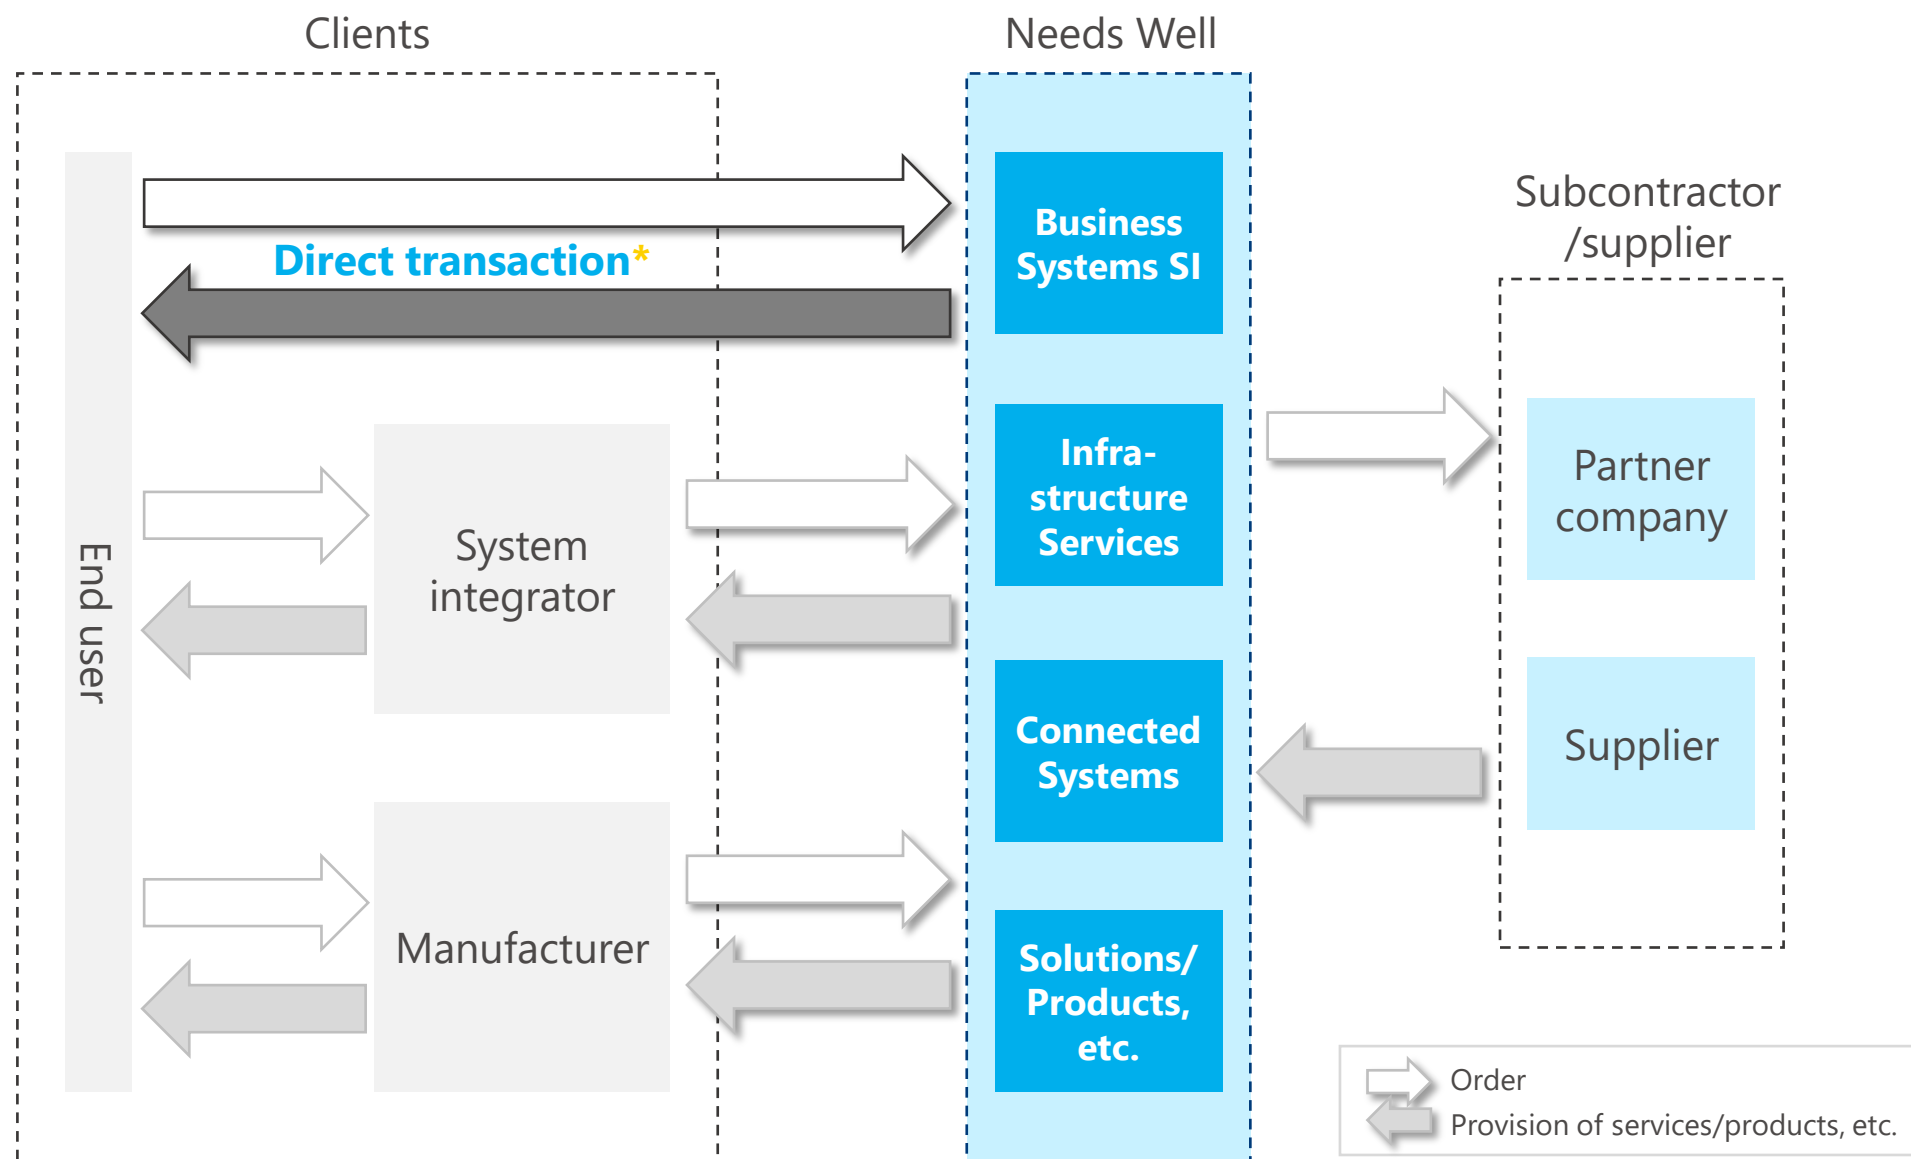 Clients
Needs Well
Subcontractor
/supplier
Direct transaction*
Business
Systems SI
End user
System
integrator
Infra-
structure
Services
Partner
company
Connected
Systems
Supplier
Manufacturer
Solutions/
Products,
etc.
Order
Provision of services/products, etc.